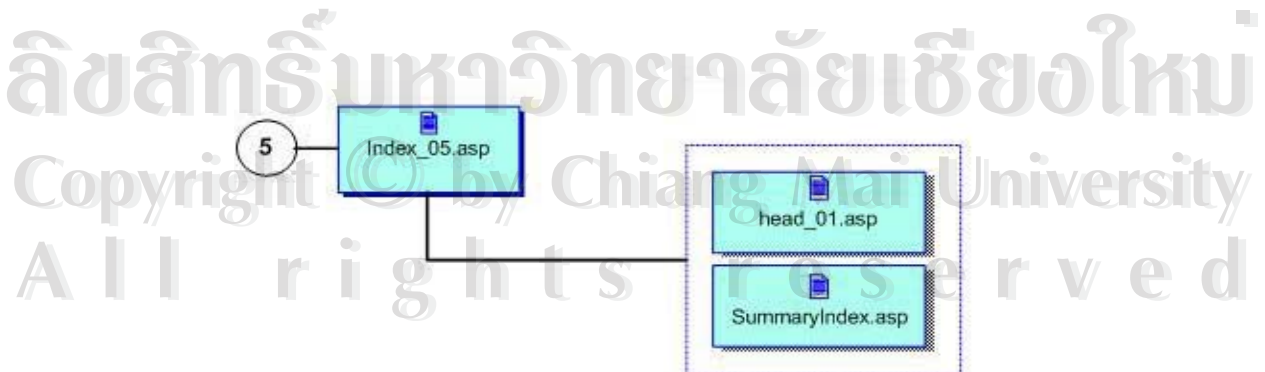 ลิขสิทธิ์มหาวิทยาลัยเชียงใหม่
5
Index_05.asp
Copyright © by Chiang Mai University
head_01.asp
All rights reserved
SummaryIndex.asp